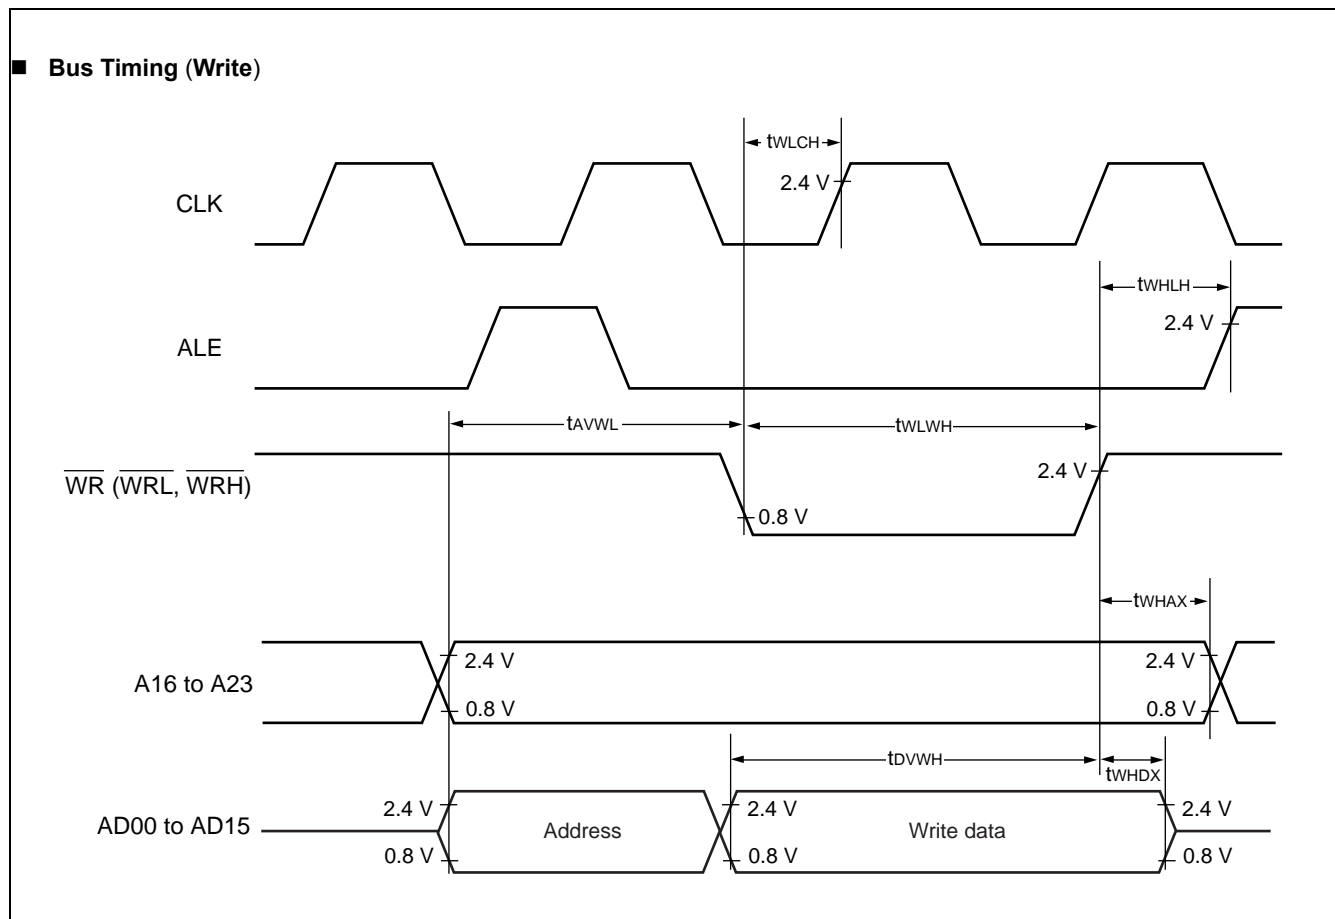 ■ Bus Timing (Write)
tWLCH
2.4 V
CLK
tWHLH
2.4 V
ALE
tAVWL
tWLWH
2.4 V
WR (WRL, WRH)
0.8 V
tWHAX
2.4 V
2.4 V
A16 to A23
0.8 V
0.8 V
tDVWH
tWHDX
2.4 V
2.4 V
2.4 V
AD00 to AD15
Address
Write data
0.8 V
0.8 V
0.8 V